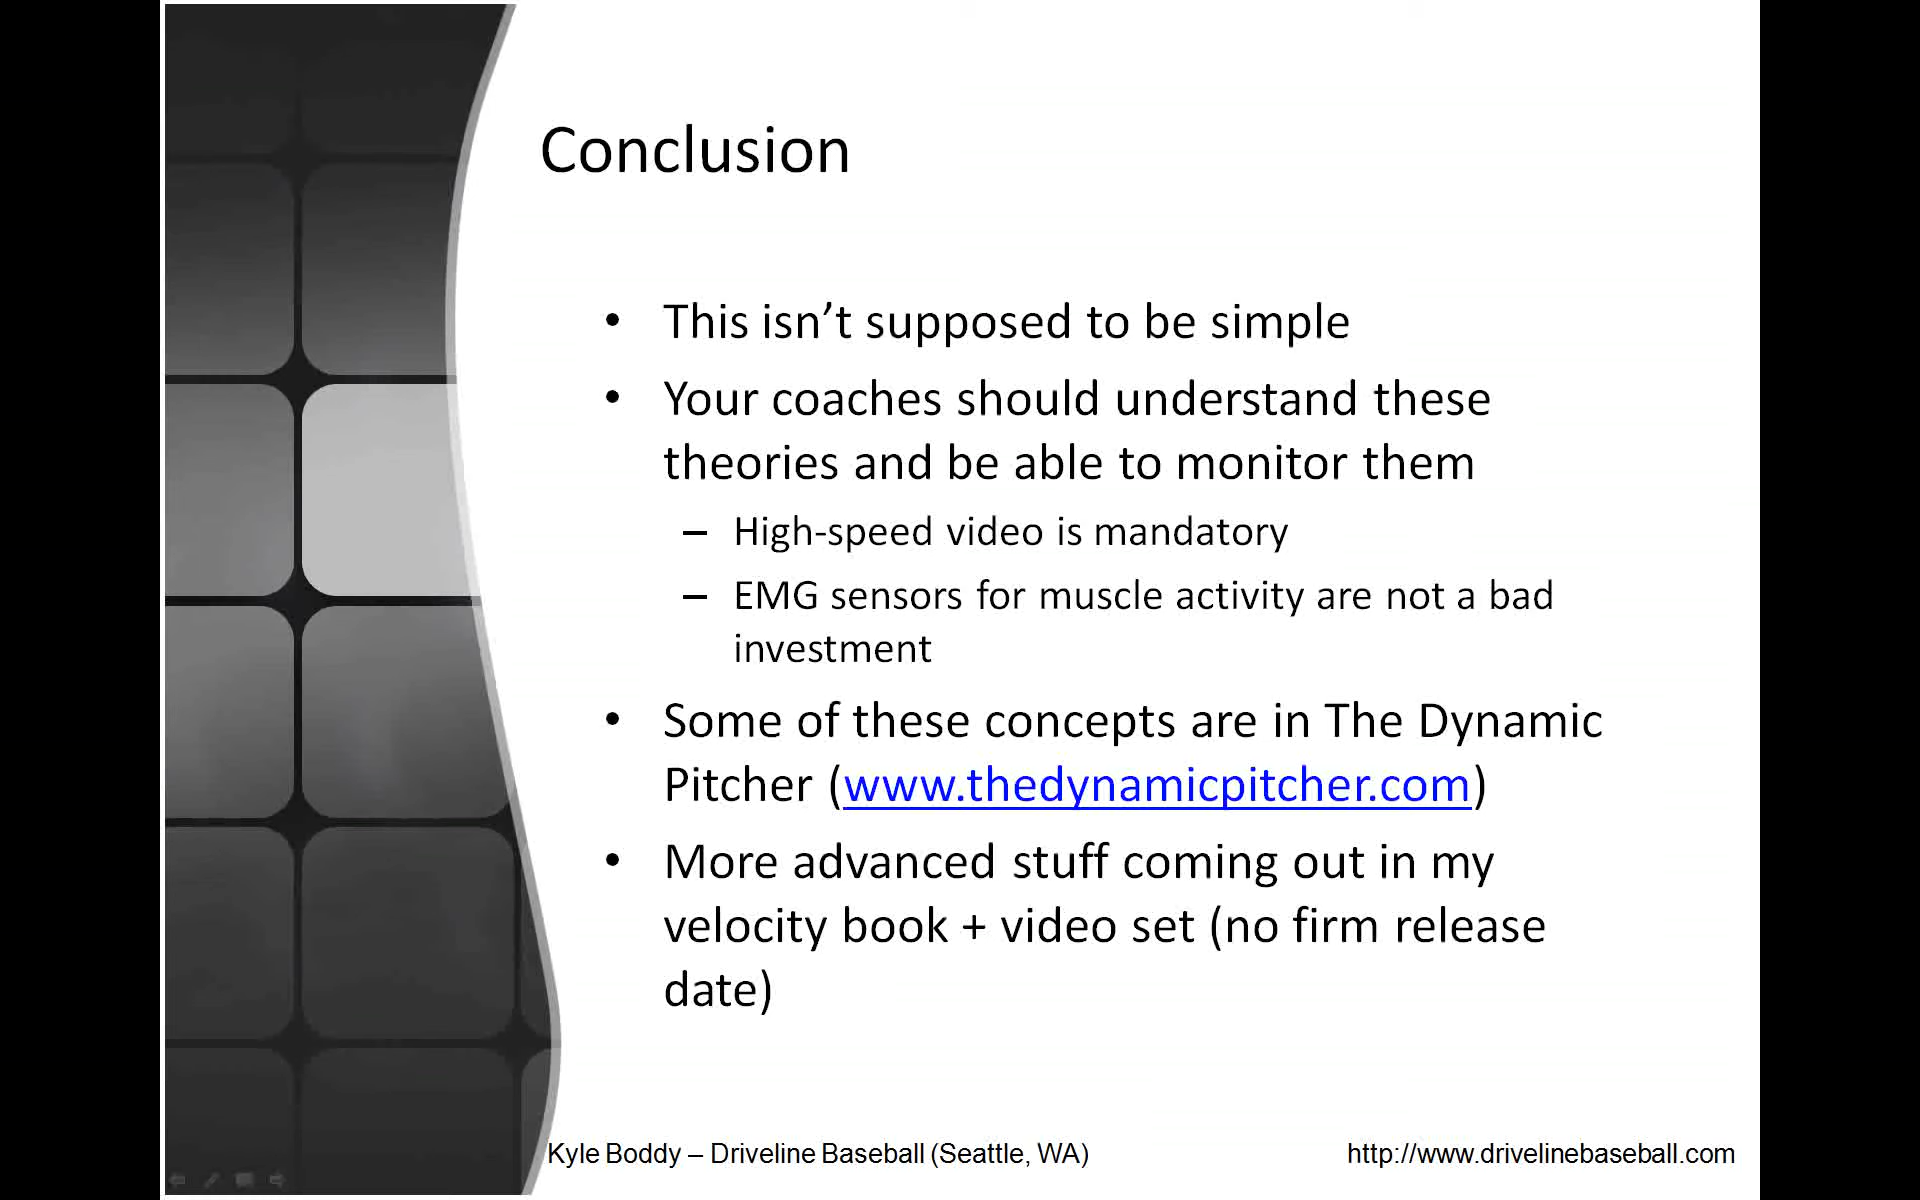 Conclusion
• This isn’t supposed to be simple
• Your coaches should understand these
theories and be able to monitor them
– High-speed video is mandatory
– EMG sensors for muscle activity are not a bad
investment
• Some of these concepts are in The Dynamic
Pitcher (www.thedynamicpitcher.com)
• More advanced stuff coming out in my
velocity book + video set (no firm release
date)
Kyle Boddy – Driveline Baseball (Seattle, WA) http://www.drivelinebaseball.com